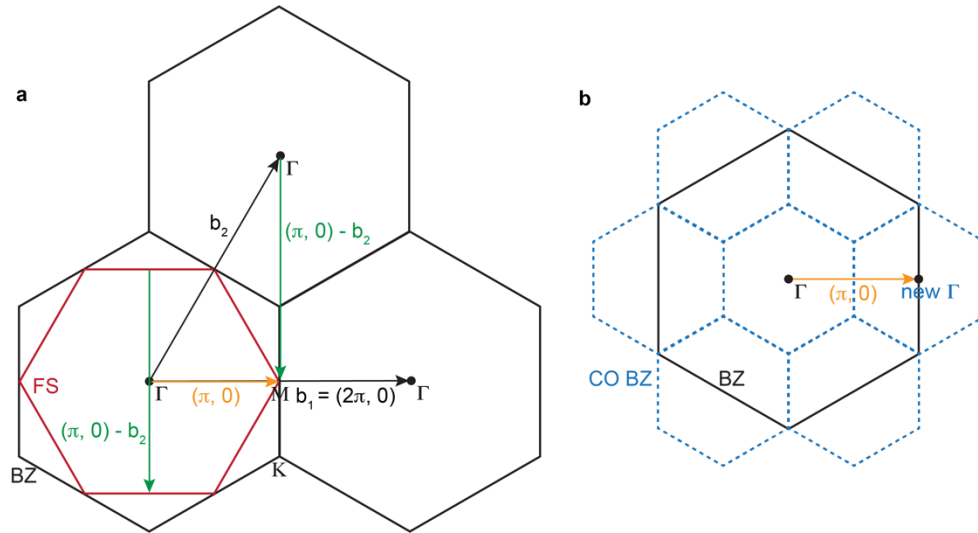 a
Γ
b₂
(π, 0) - b₂
FS
Γ
(π, 0)
M
b₁ = (2π, 0)
Γ
(π, 0) - b₂
BZ
K
b
Γ
(π, 0)
new Γ
CO BZ
BZ